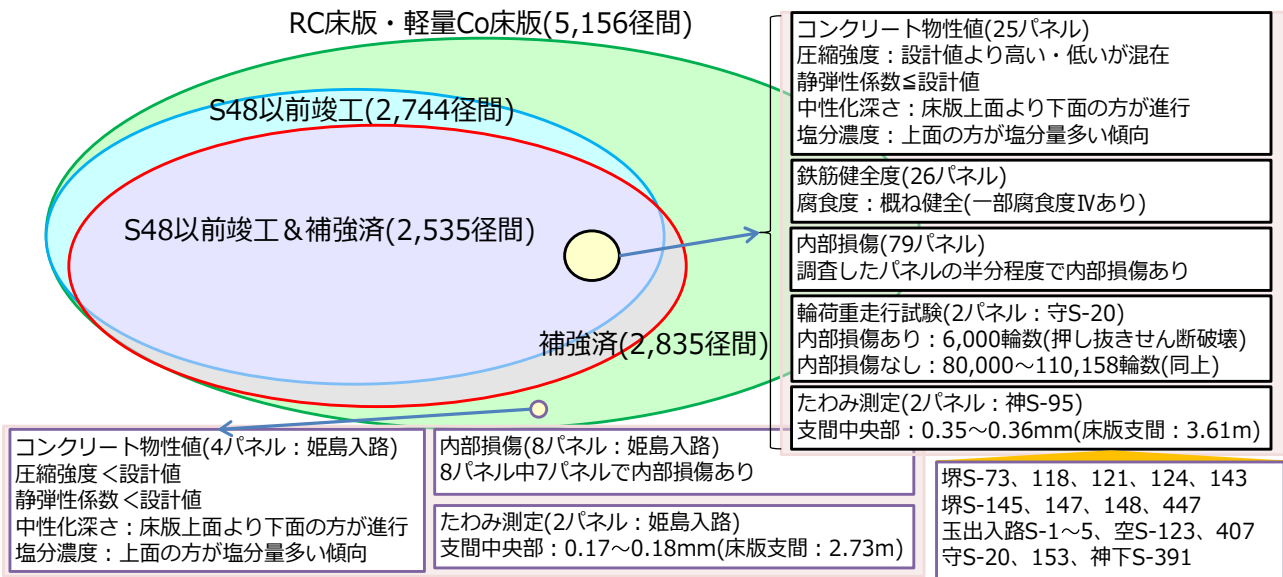 RC床版・軽量Co床版(5,156径間)
S48以前竣工(2,744径間)
S48以前竣工＆補強済(2,535径間)
補強済(2,835径間)
コンクリート物性値(25パネル)
圧縮強度：設計値より高い・低いが混在
静弾性係数≦設計値
中性化深さ：床版上面より下面の方が進行
塩分濃度：上面の方が塩分量多い傾向
鉄筋健全度(26パネル)
腐食度：概ね健全(一部腐食度Ⅳあり)
内部損傷(79パネル)
調査したパネルの半分程度で内部損傷あり
輪荷重走行試験(2パネル：守S-20)
内部損傷あり：6,000輪数(押し抜きせん断破壊)
内部損傷なし：80,000～110,158輪数(同上)
たわみ測定(2パネル：神S-95)
支間中央部：0.35～0.36mm(床版支間：3.61m)
コンクリート物性値(4パネル：姫島入路)
圧縮強度＜設計値
静弾性係数＜設計値
中性化深さ：床版上面より下面の方が進行
塩分濃度：上面の方が塩分量多い傾向
内部損傷(8パネル：姫島入路)
8パネル中7パネルで内部損傷あり
たわみ測定(2パネル：姫島入路)
支間中央部：0.17～0.18mm(床版支間：2.73m)
堺S-73、118、121、124、143
堺S-145、147、148、447
玉出入路S-1～5、空S-123、407
守S-20、153、神下S-391